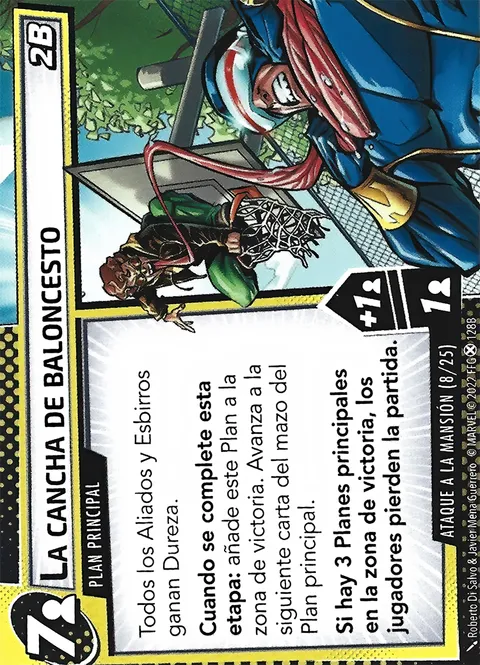 LA CANCHA DE BALONCESTO
2B
7
PLAN PRINCIPAL
Todos los Aliados y Esbirros
ganan Dureza.
Cuando se complete esta
etapa: añade este Plan a la
zona de victoria. Avanza a la
siguiente carta del mazo del
Plan principal.
Si hay 3 Planes principales
en la zona de victoria, los
jugadores pierden la partida.
+1
1
ATAQUE A LA MANSIÓN (8/25)
Roberto Di Salvo & Javier Mena Guerrero. © MARVEL © 2022 FFG 128B